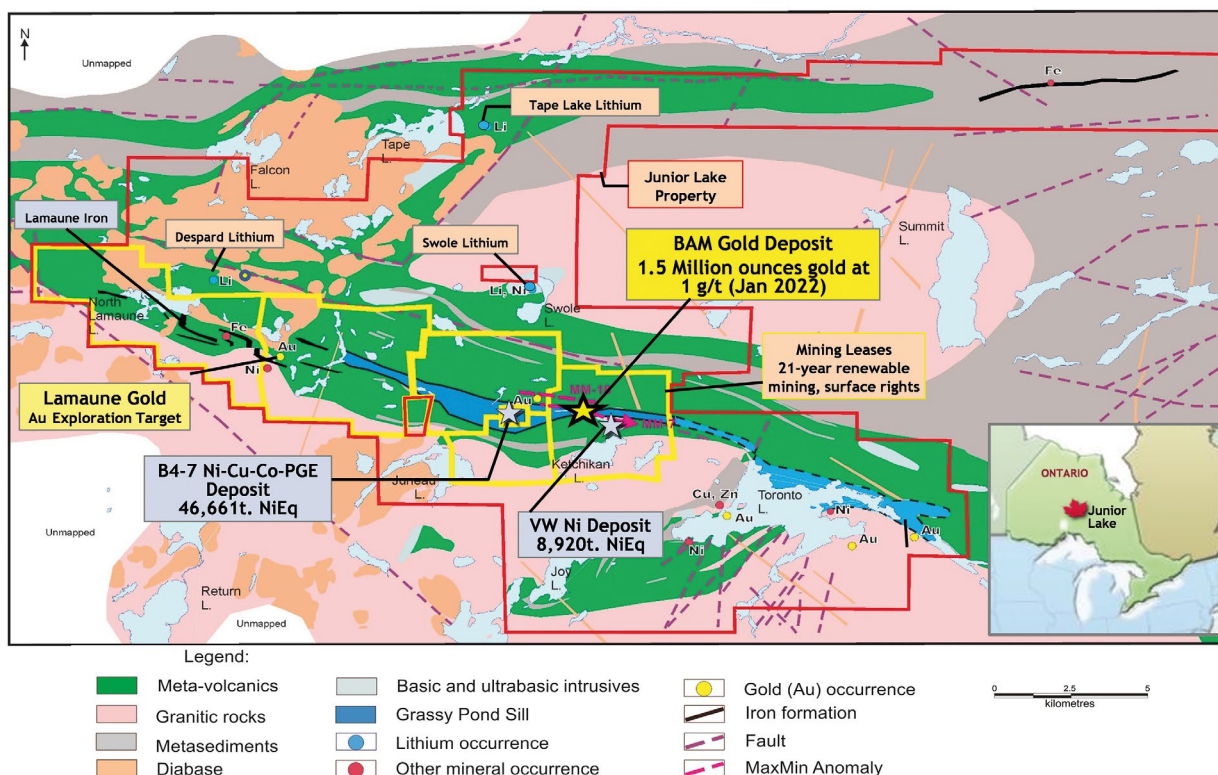 N
Unmapped
Fe
Tape Lake Lithium
Li
Tape
L.
Falcon
L.
Junior Lake
Property
Lamaune Iron
Despard Lithium
Swole Lithium
Summit
L.
BAM Gold Deposit
1.5 Million ounces gold at
1 g/t (Jan 2022)
Li
Li, Ni
North
Lamaune
L.
Swole
L.
Fe
Au
Ni
Mining Leases
21-year renewable
mining, surface rights
Lamaune Gold
Au Exploration Target
Au
B4-7 Ni-Cu-Co-PGE
Deposit
46,661t. NiEq
Juneau
L.
Ketchikan
L.
VW Ni Deposit
8,920t. NiEq
Cu, Zn
Toronto
L.
Au
Ni
Ni
Au
Au
Joy
L.
Unmapped
Return
L.
Unmapped
ONTARIO
Junior
Lake
Legend:
Meta-volcanics
Granitic rocks
Metasediments
Diabase
Basic and ultrabasic intrusives
Grassy Pond Sill
Lithium occurrence
Other mineral occurrence
Gold (Au) occurrence
Iron formation
Fault
MaxMin Anomaly
0 2.5 5
kilometres